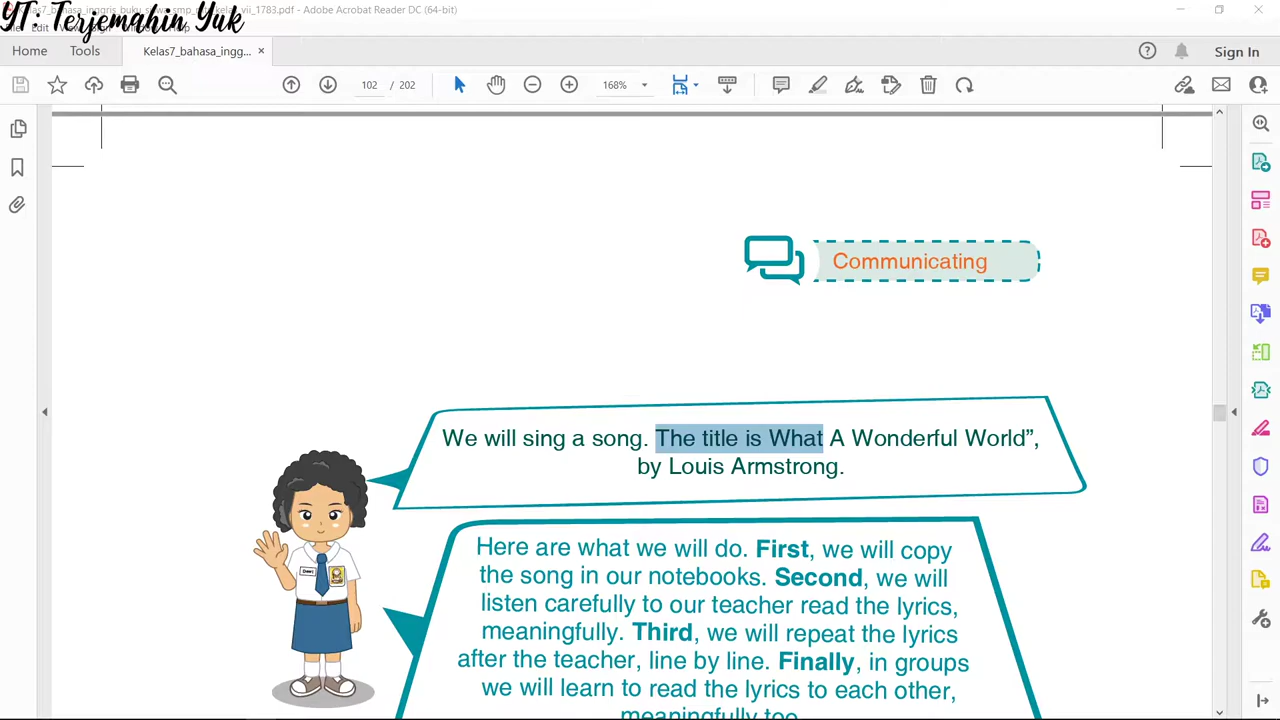 YT: Terjemahin Yuk
Home
Tools
Kelas7_bahasa_ingg...
Sign In
102 / 202
168%
Communicating
We will sing a song. The title is What A Wonderful World”,
by Louis Armstrong.
Here are what we will do. First, we will copy
the song in our notebooks. Second, we will
listen carefully to our teacher read the lyrics,
meaningfully. Third, we will repeat the lyrics
after the teacher, line by line. Finally, in groups
we will learn to read the lyrics to each other,
meaningfully too.